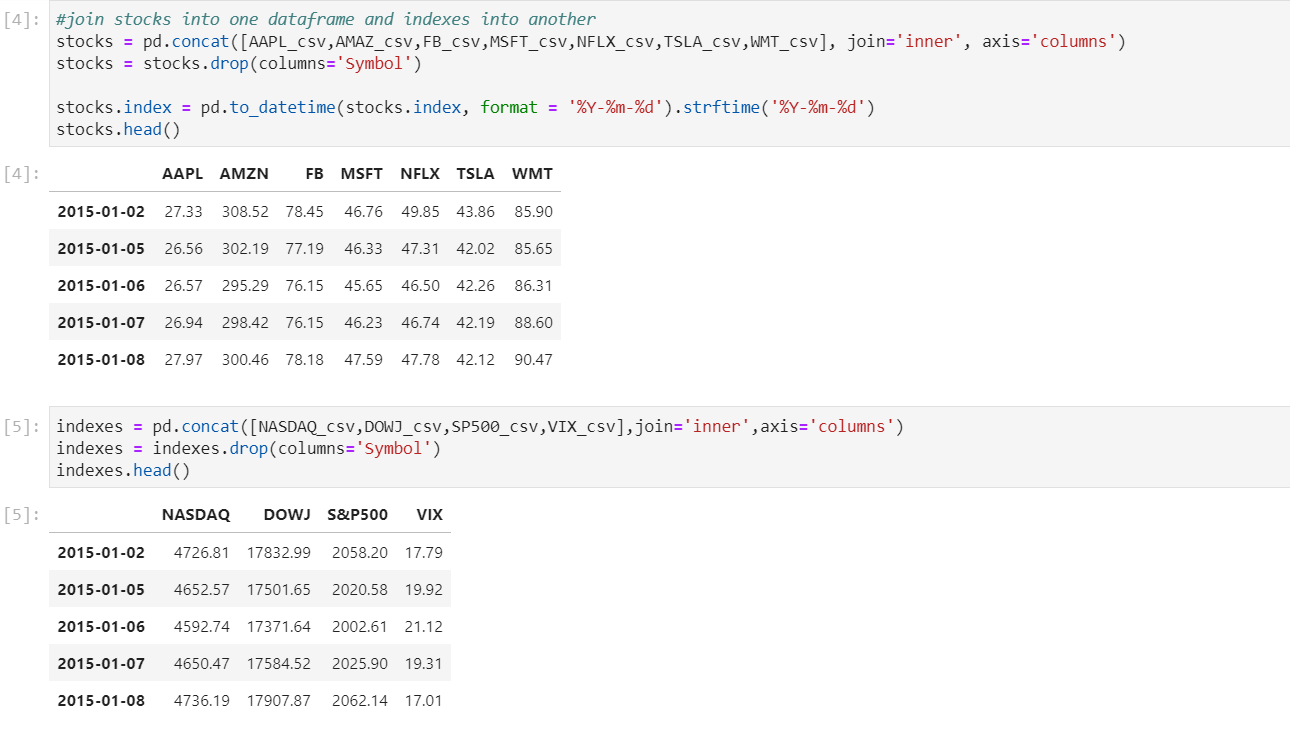 [4]: #join stocks into one dataframe and indexes into another
stocks = pd.concat([AAPL_csv,AMAZ_csv,FB_csv,MSFT_csv,NFLX_csv,TSLA_csv,WMT_csv], join='inner', axis='columns')
stocks = stocks.drop(columns='Symbol')
stocks.index = pd.to_datetime(stocks.index, format = '%Y-%m-%d').strftime('%Y-%m-%d')
stocks.head()
[4]: AAPL AMZN FB MSFT NFLX TSLA WMT
2015-01-02 27.33 308.52 78.45 46.76 49.85 43.86 85.90
2015-01-05 26.56 302.19 77.19 46.33 47.31 42.02 85.65
2015-01-06 26.57 295.29 76.15 45.65 46.50 42.26 86.31
2015-01-07 26.94 298.42 76.15 46.23 46.74 42.19 88.60
2015-01-08 27.97 300.46 78.18 47.59 47.78 42.12 90.47
[5]: indexes = pd.concat([NASDAQ_csv,DOWJ_csv,SP500_csv,VIX_csv],join='inner',axis='columns')
indexes = indexes.drop(columns='Symbol')
indexes.head()
[5]: NASDAQ DOWJ S&P500 VIX
2015-01-02 4726.81 17832.99 2058.20 17.79
2015-01-05 4652.57 17501.65 2020.58 19.92
2015-01-06 4592.74 17371.64 2002.61 21.12
2015-01-07 4650.47 17584.52 2025.90 19.31
2015-01-08 4736.19 17907.87 2062.14 17.01